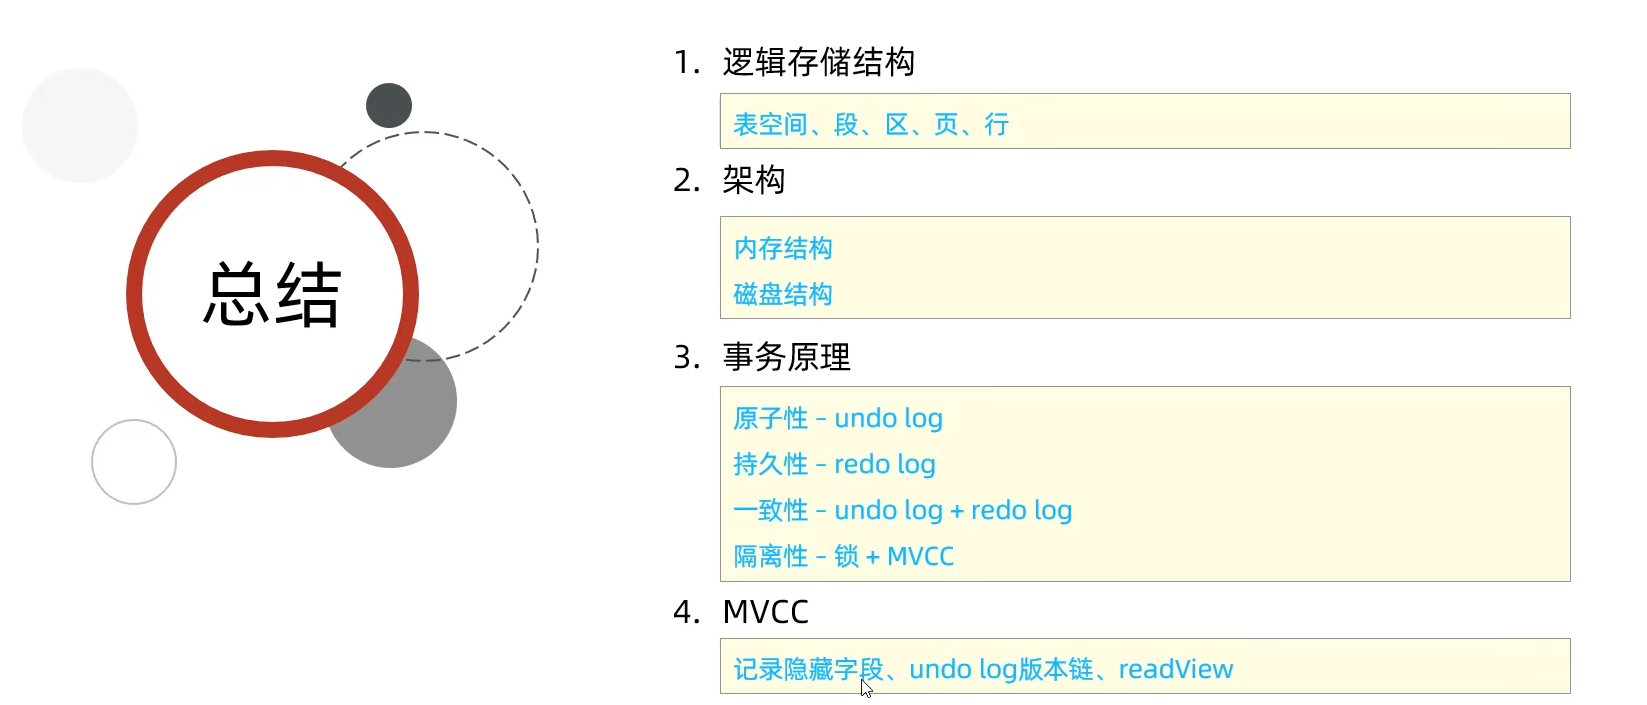 总结
1. 逻辑存储结构
表空间、段、区、页、行
2. 架构
内存结构
磁盘结构
3. 事务原理
原子性 – undo log
持久性 – redo log
一致性 – undo log + redo log
隔离性 – 锁 + MVCC
4. MVCC
记录隐藏字段、undo log版本链、readView